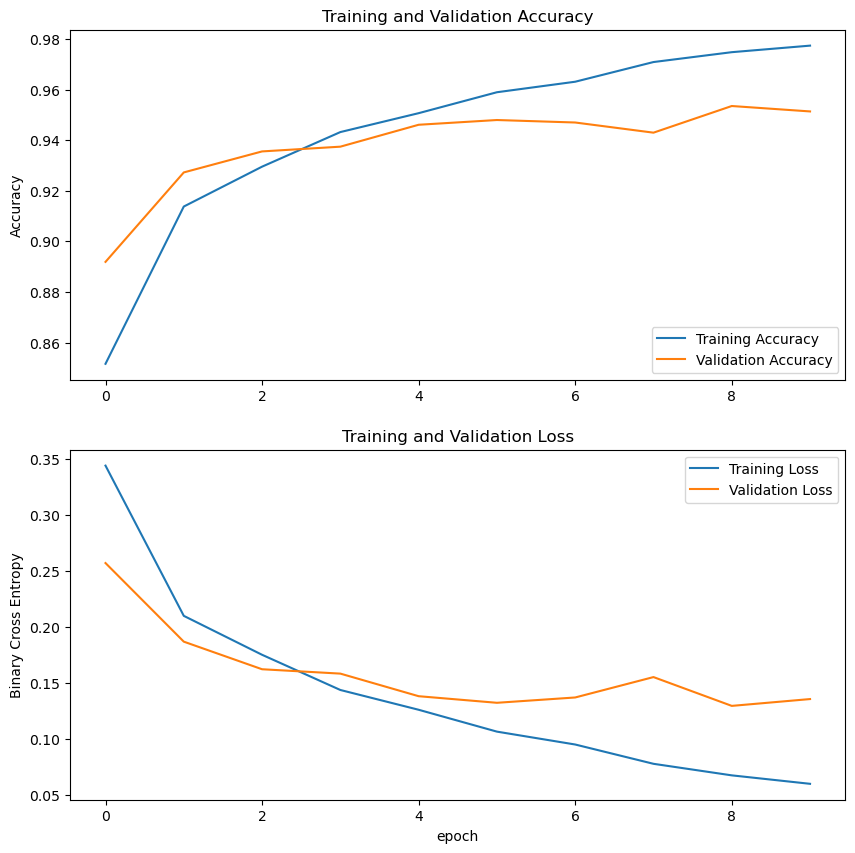 Training and Validation Accuracy
Accuracy
0.98
0.96
0.94
0.92
0.90
0.88
0.86
0 2 4 6 8
Training Accuracy
Validation Accuracy
Training and Validation Loss
Binary Cross Entropy
0.35
0.30
0.25
0.20
0.15
0.10
0.05
0 2 4 6 8
epoch
Training Loss
Validation Loss